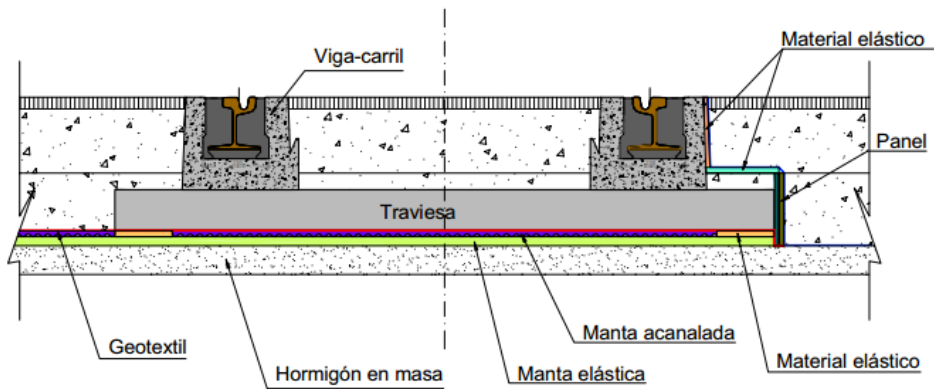 Material elástico
Viga-carril
Panel
Traviesa
Geotextil
Manta acanalada
Material elástico
Hormigón en masa
Manta elástica